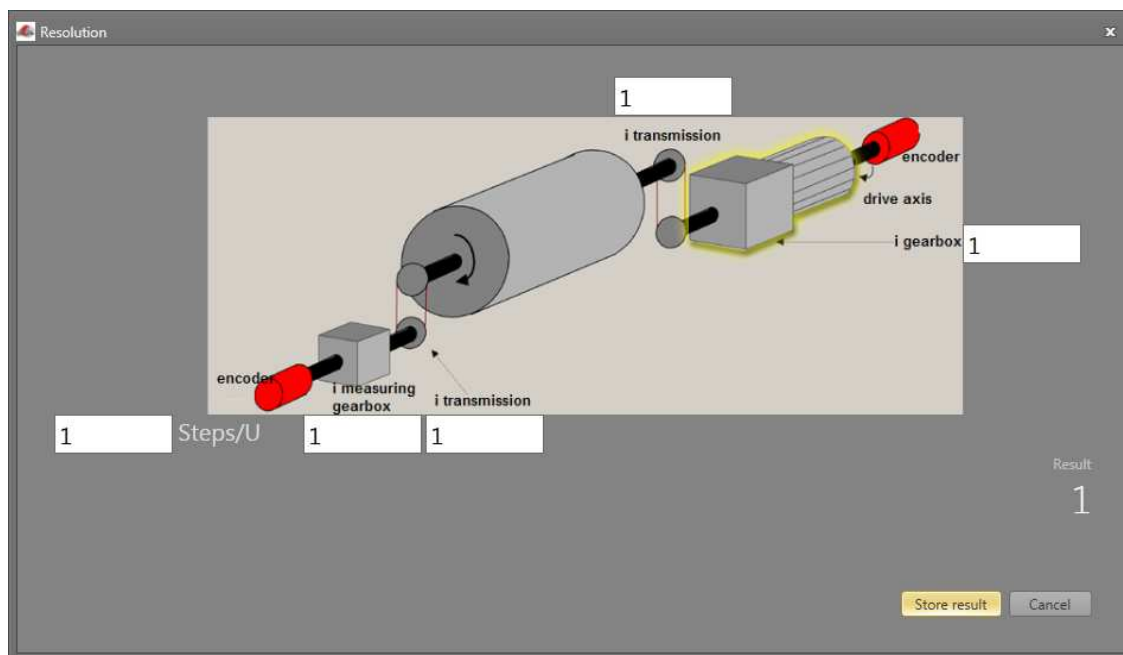 Resolution
x
1
i transmission
encoder
drive axis
i gearbox
1
encoder
i measuring
gearbox
i transmission
1
Steps/U
1
1
Result
1
Store result
Cancel